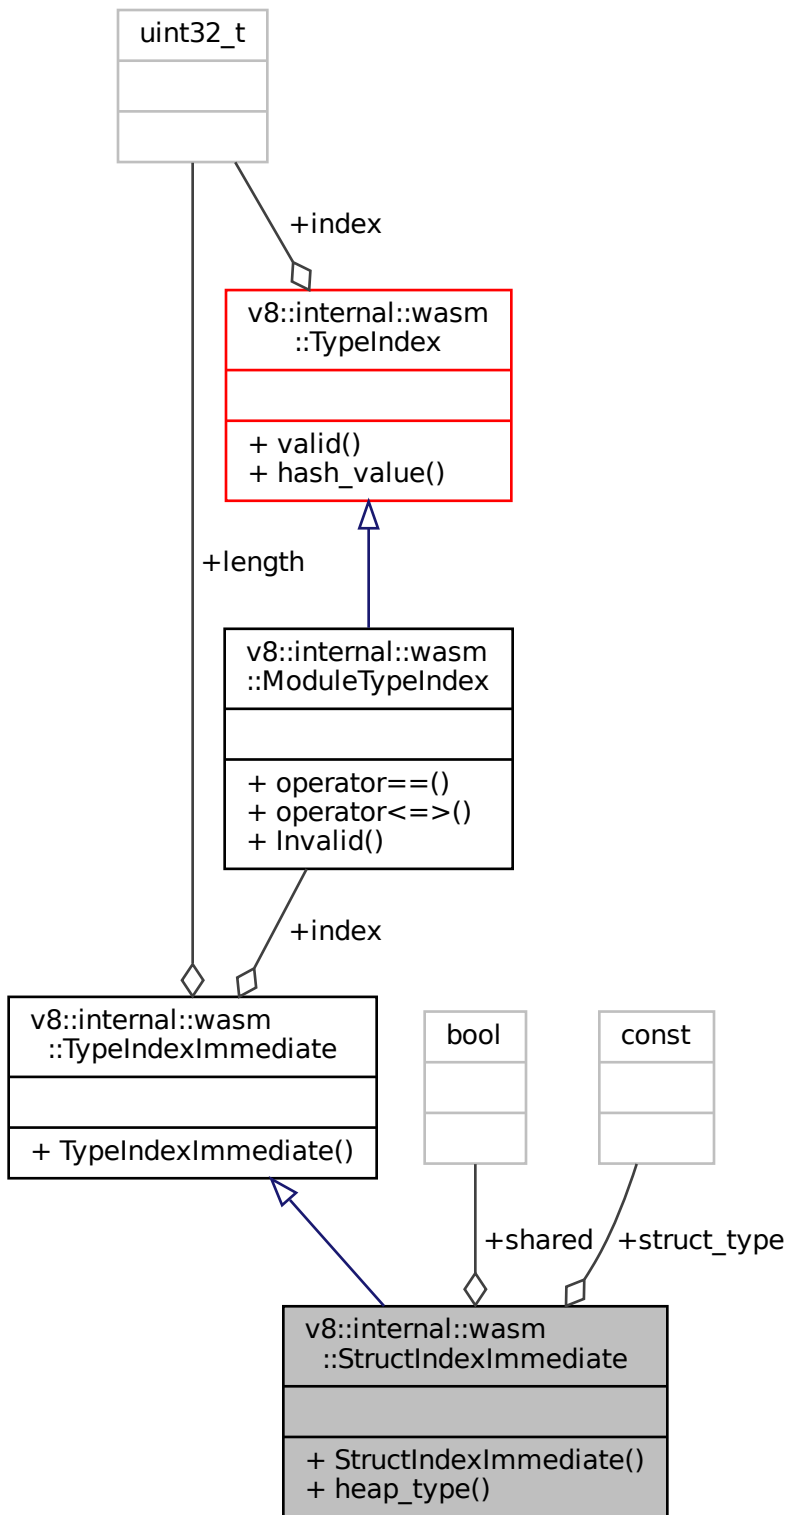 uint32_t
+index
v8::internal::wasm
::TypeIndex
+ valid()
+ hash_value()
+length
v8::internal::wasm
::ModuleTypeIndex
+ operator==()
+ operator<=>()
+ Invalid()
+index
v8::internal::wasm
::TypeIndexImmediate
+ TypeIndexImmediate()
bool
const
+shared
+struct_type
v8::internal::wasm
::StructIndexImmediate
+ StructIndexImmediate()
+ heap_type()